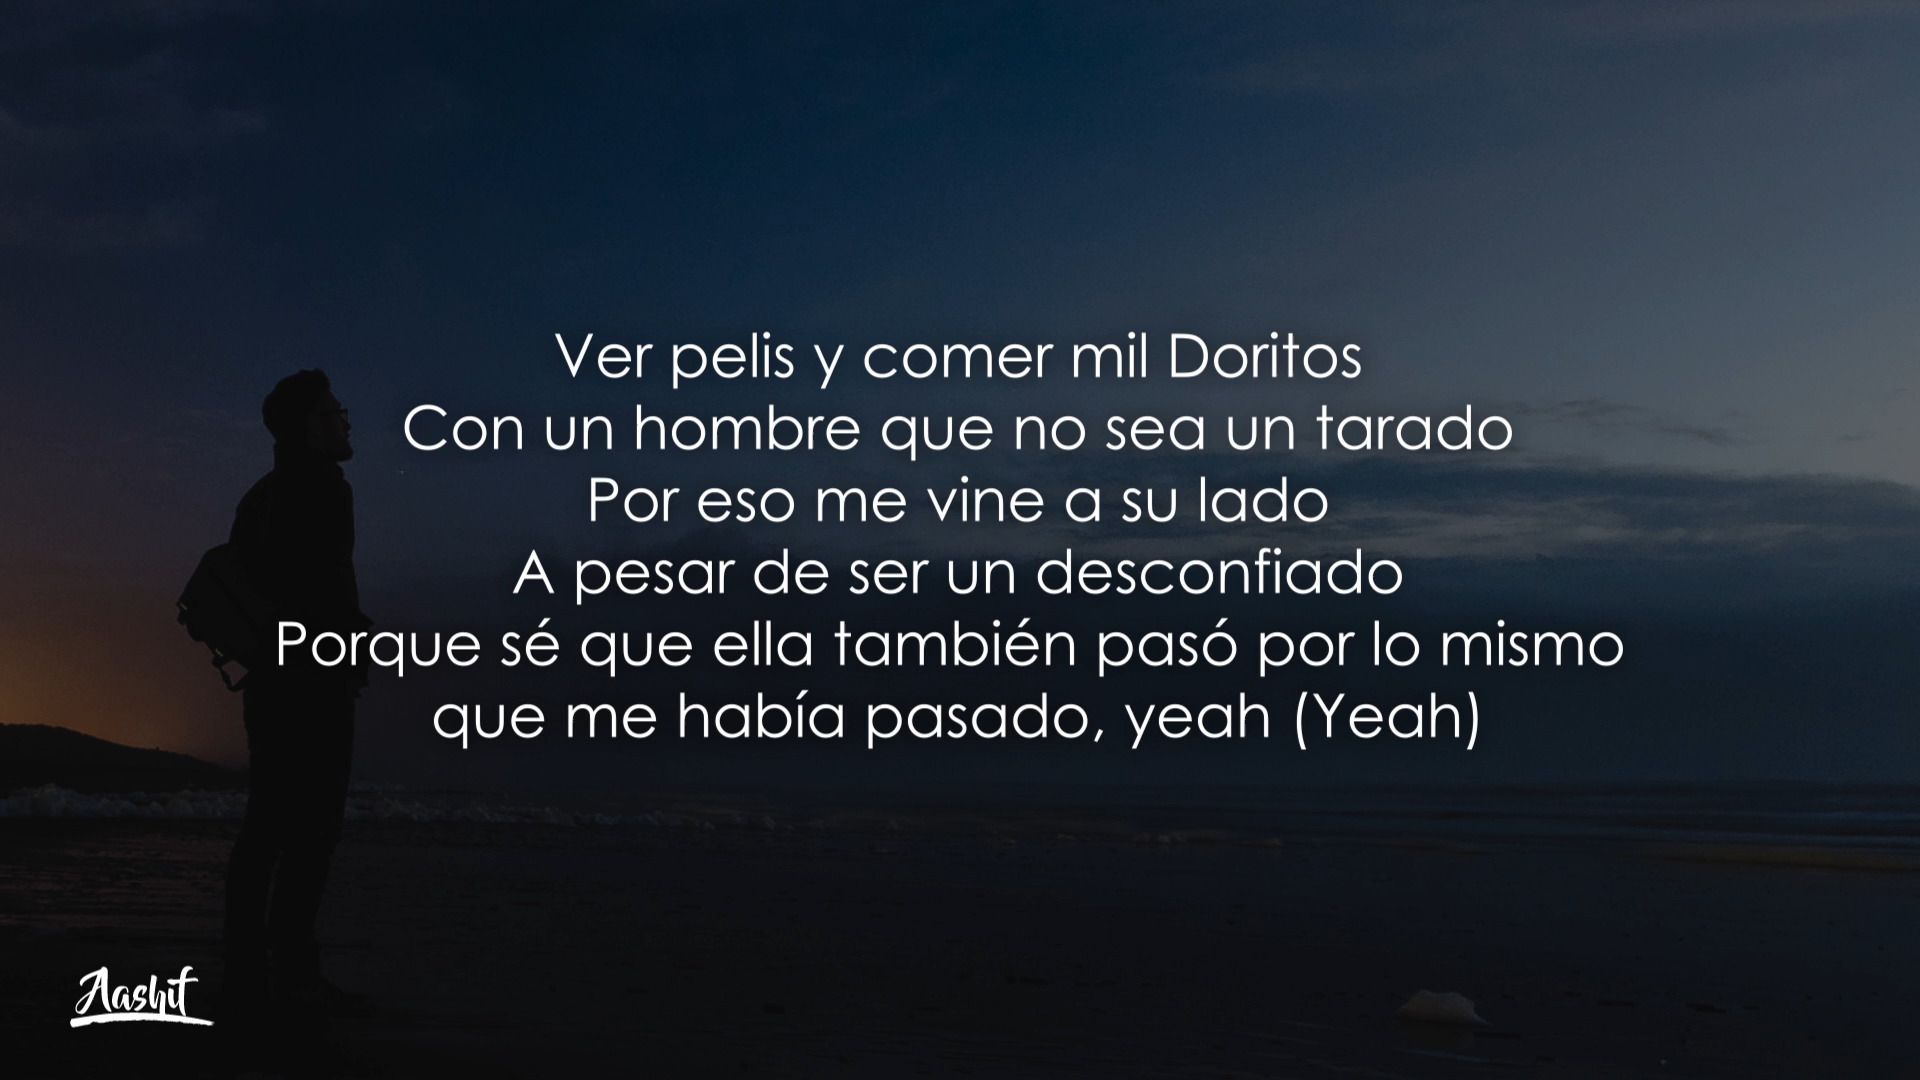 Ver pelis y comer mil Doritos
Con un hombre que no sea un tarado
Por eso me vine a su lado
A pesar de ser un desconfiado
Porque sé que ella también pasó por lo mismo
que me había pasado, yeah (Yeah)
Aashif